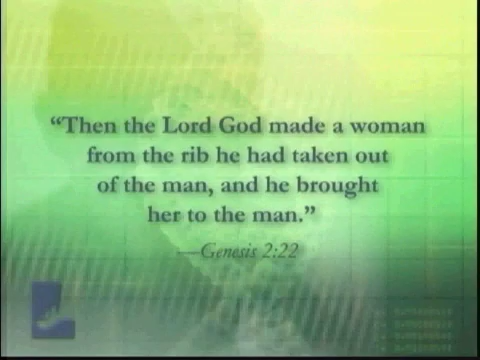 “Then the Lord God made a woman
from the rib he had taken out
of the man, and he brought
her to the man.”
—Genesis 2:22